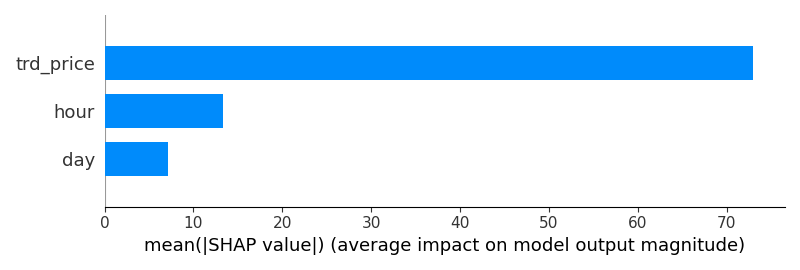 trd_price
hour
day
0 10 20 30 40 50 60 70
mean(|SHAP value|) (average impact on model output magnitude)